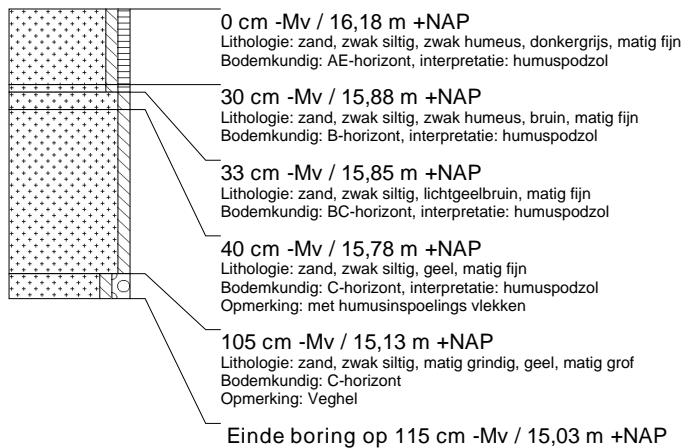 0 cm -Mv / 16,18 m +NAP
Lithologie: zand, zwak siltig, zwak humeus, donkergrijs, matig fijn
Bodemkundig: AE-horizont, interpretatie: humuspodzol
30 cm -Mv / 15,88 m +NAP
Lithologie: zand, zwak siltig, zwak humeus, bruin, matig fijn
Bodemkundig: B-horizont, interpretatie: humuspodzol
33 cm -Mv / 15,85 m +NAP
Lithologie: zand, zwak siltig, lichtgeelbruin, matig fijn
Bodemkundig: BC-horizont, interpretatie: humuspodzol
40 cm -Mv / 15,78 m +NAP
Lithologie: zand, zwak siltig, geel, matig fijn
Bodemkundig: C-horizont, interpretatie: humuspodzol
Opmerking: met humusinspoelings vlekken
105 cm -Mv / 15,13 m +NAP
Lithologie: zand, zwak siltig, matig grindig, geel, matig grof
Bodemkundig: C-horizont
Opmerking: Veghel
Einde boring op 115 cm -Mv / 15,03 m +NAP